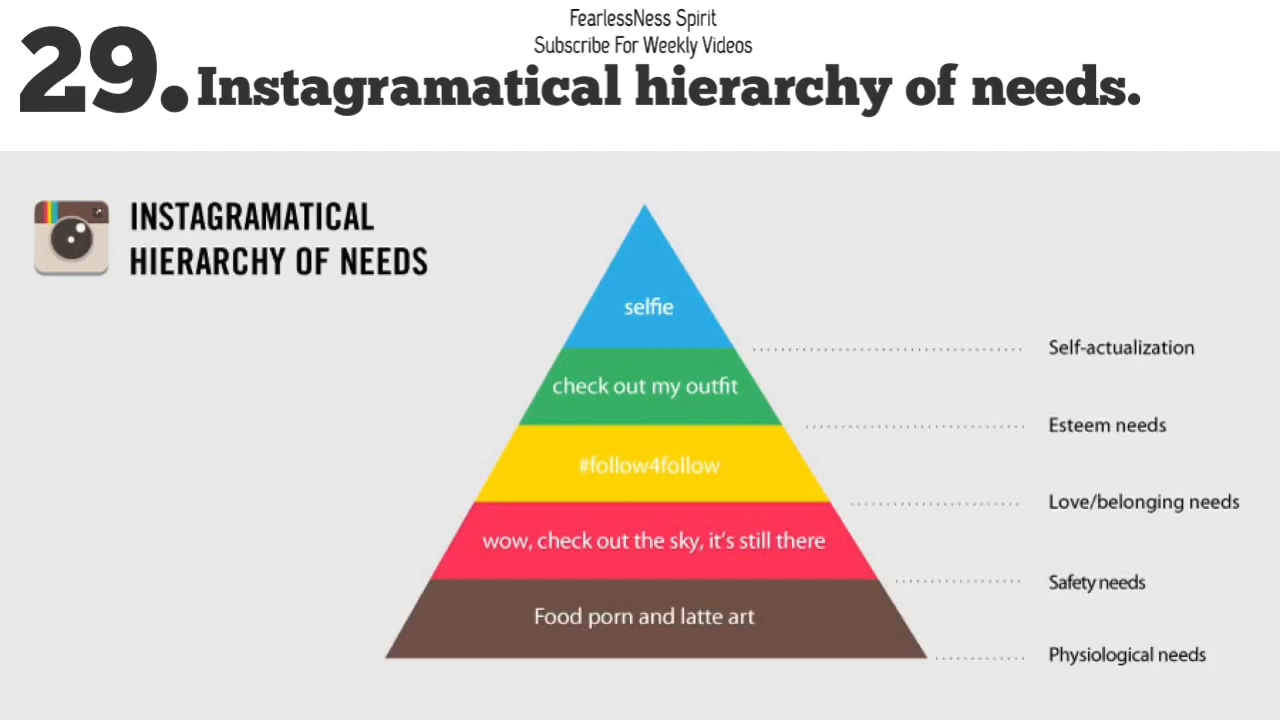 FearlessNess Spirit
Subscribe For Weekly Videos
29. Instagramatical hierarchy of needs.
INSTAGRAMATICAL
HIERARCHY OF NEEDS
selfie
Self-actualization
check out my outfit
Esteem needs
#follow4follow
Love/belonging needs
wow, check out the sky, it's still there
Safety needs
Food porn and latte art
Physiological needs